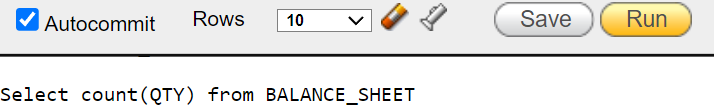 Autocommit Rows 10 Save Run
Select count(QTY) from BALANCE_SHEET